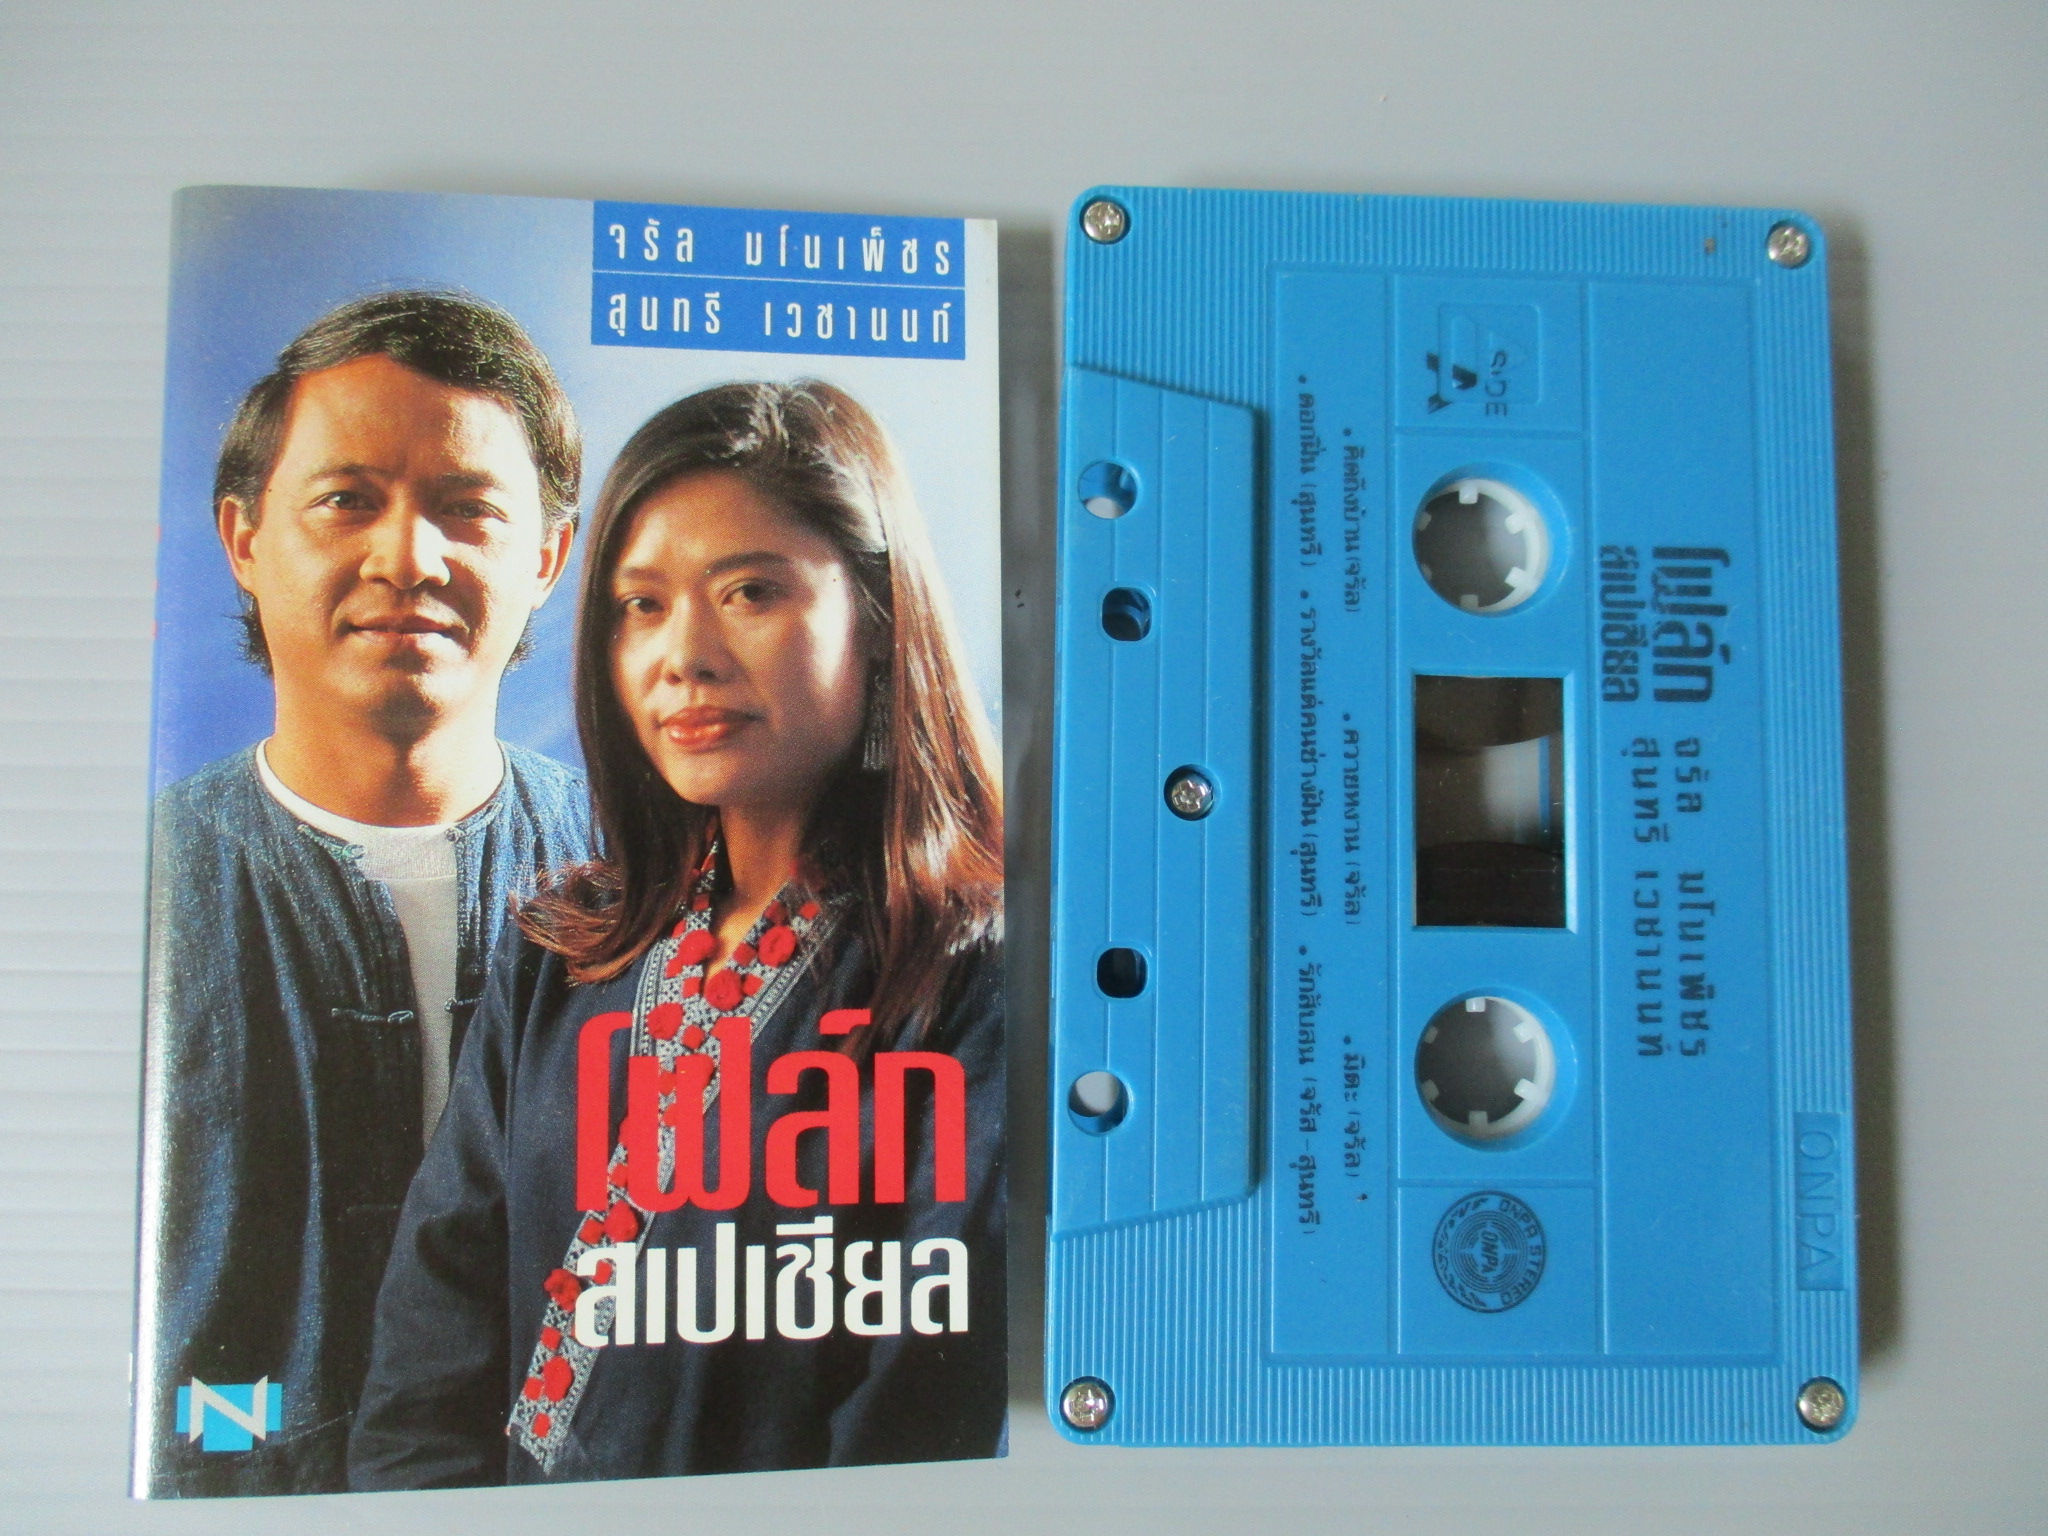 จรัล มโนเพ็ชร
สุนทรี เวชานนท์
โฟล์ก
สเปเชียล
N
โฟล์ก
สเปเชียล
จรัล มโนเพ็ชร
สุนทรี เวชานนท์
ONPA
SIDE
A
ONPA STEREO
ONPA
• คิดถึงบ้าน (จรัล) • ควายหงาน (จรัล) • มิดะ (จรัล)
• ดอกฝิ่น (สุนทรี) • รางวัลแด่คนช่างฝัน (สุนทรี) • รักสับสน (จรัล-สุนทรี)